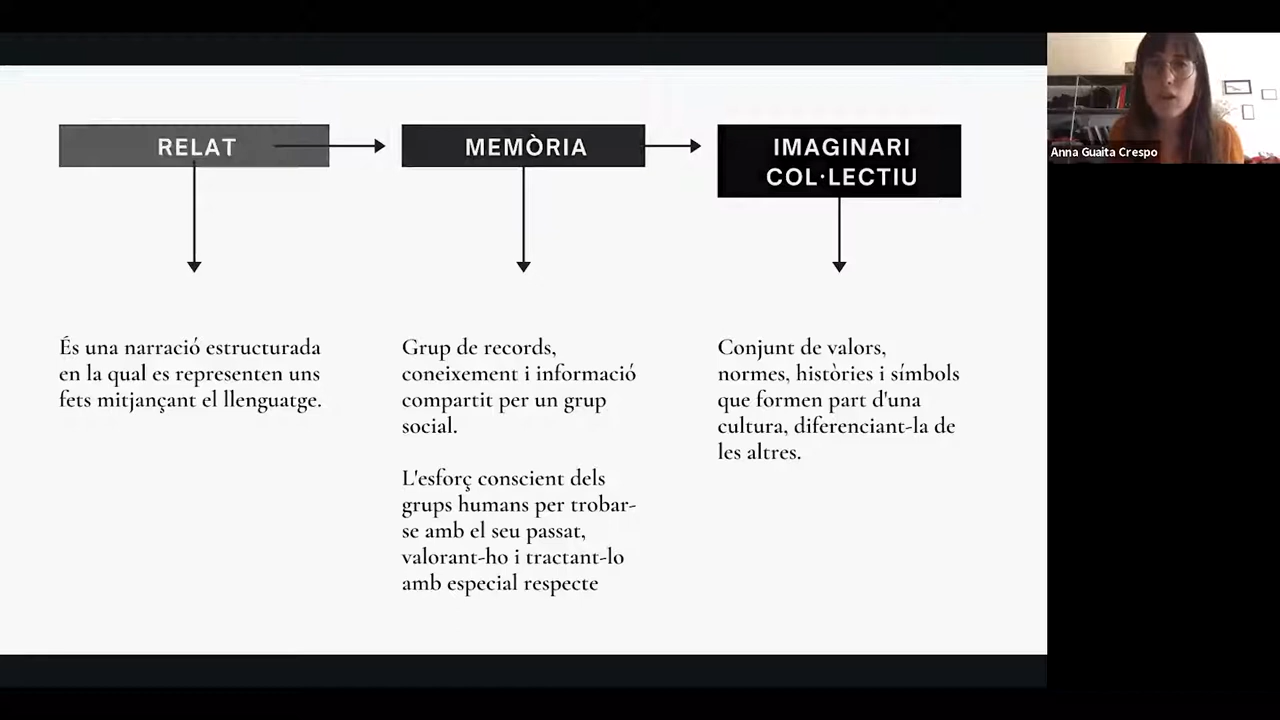 RELAT
MEMÒRIA
IMAGINARI
COL·LECTIU
És una narració estructurada
en la qual es representen uns
fets mitjançant el llenguatge.
Grup de records,
coneixement i informació
compartit per un grup
social.
L'esforç conscient dels
grups humans per trobar-
se amb el seu passat,
valorant-ho i tractant-lo
amb especial respecte
Conjunt de valors,
normes, històries i símbols
que formen part d'una
cultura, diferenciant-la de
les altres.
Anna Guaita Crespo